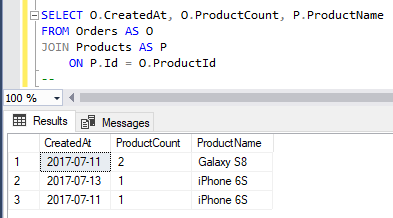 SELECT O.CreatedAt, O.ProductCount, P.ProductName
FROM Orders AS O
JOIN Products AS P
ON P.Id = O.ProductId
--
100 %
Results Messages
CreatedAt ProductCount ProductName
1 2017-07-11 2 Galaxy S8
2 2017-07-13 1 iPhone 6S
3 2017-07-11 1 iPhone 6S